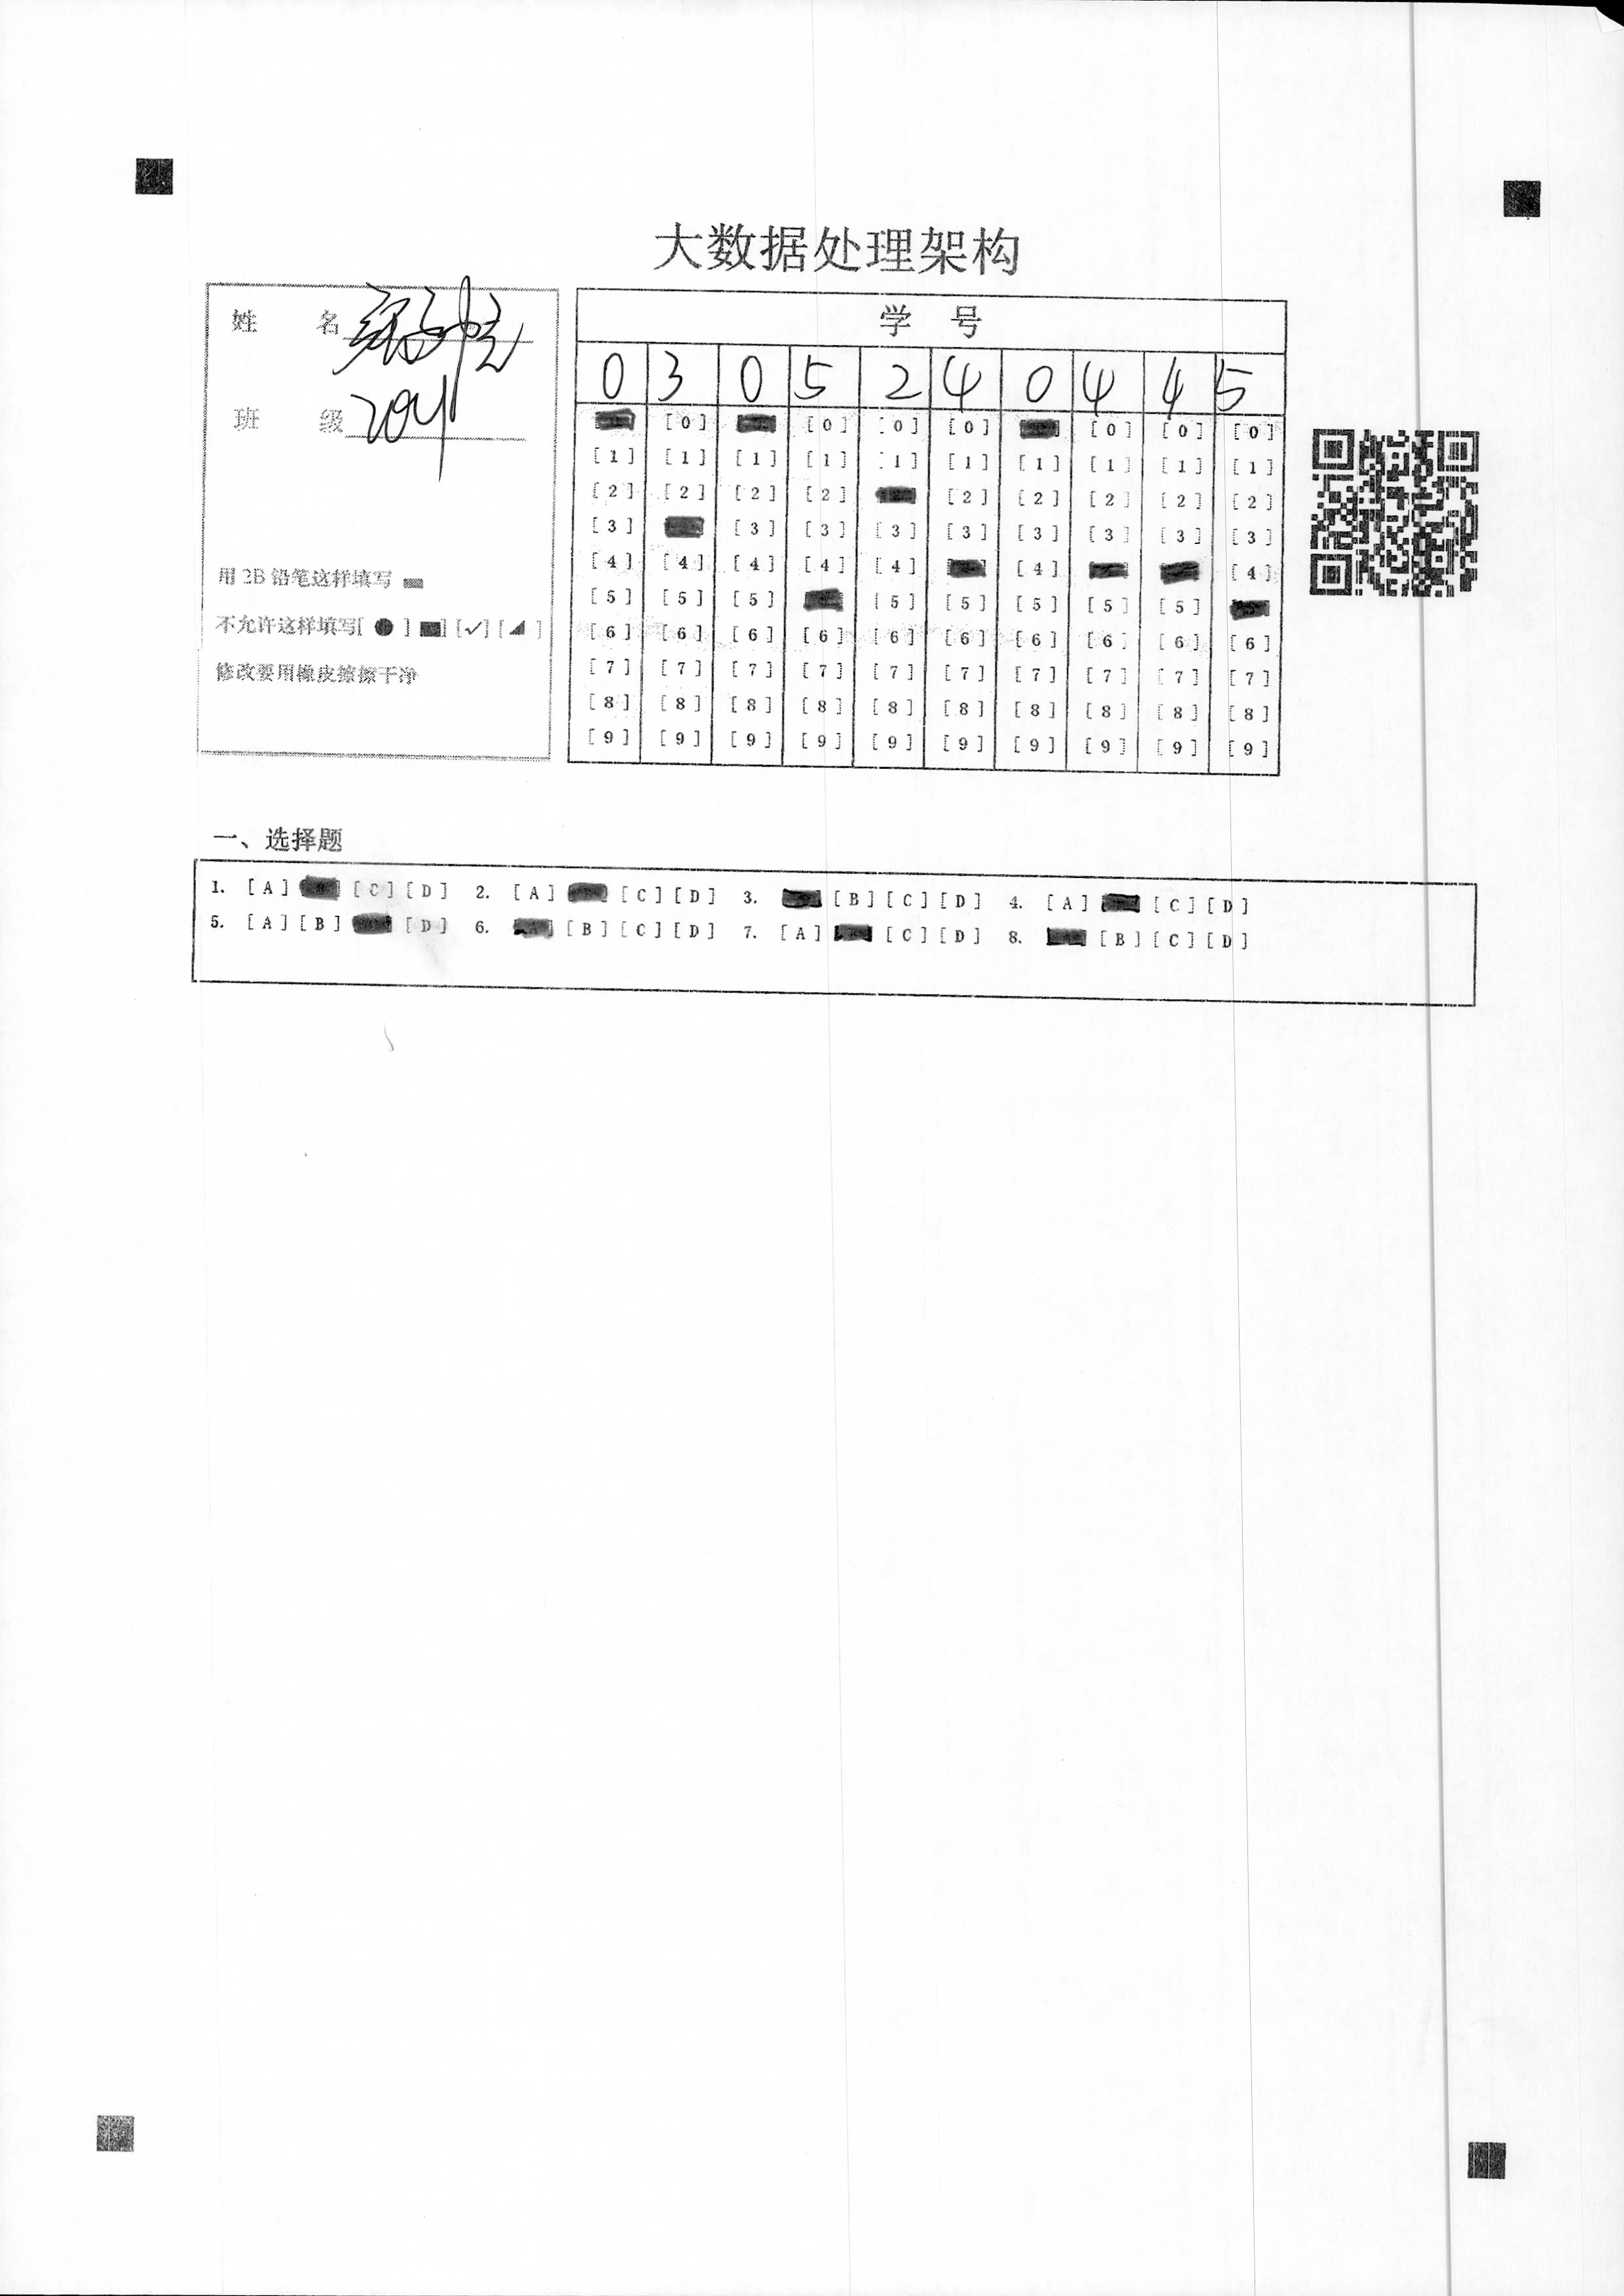 大数据处理架构
姓 名
班 级 204
用 2B 铅笔这样填写
不允许这样填写[ ● ] [■] [✓] [◢ ]
修改要用橡皮擦擦干净
学 号
0 3 0 5 2 4 0 4 4 5
[0] [0] [0] [0] [0] [0] [0]
[1] [1] [1] [1] [1] [1] [1] [1] [1] [1]
[2] [2] [2] [2] [2] [2] [2] [2] [2]
[3] [3] [3] [3] [3] [3] [3] [3] [3]
[4] [4] [4] [4] [4] [4] [4]
[5] [5] [5] [5] [5] [5] [5] [5]
[6] [6] [6] [6] [6] [6] [6] [6] [6] [6]
[7] [7] [7] [7] [7] [7] [7] [7] [7] [7]
[8] [8] [8] [8] [8] [8] [8] [8] [8] [8]
[9] [9] [9] [9] [9] [9] [9] [9] [9] [9]
一、选择题
1. [A] [C] [D] 2. [A] [C] [D] 3. [B] [C] [D] 4. [A] [C] [D]
5. [A] [B] [D] 6. [B] [C] [D] 7. [A] [C] [D] 8. [B] [C] [D]